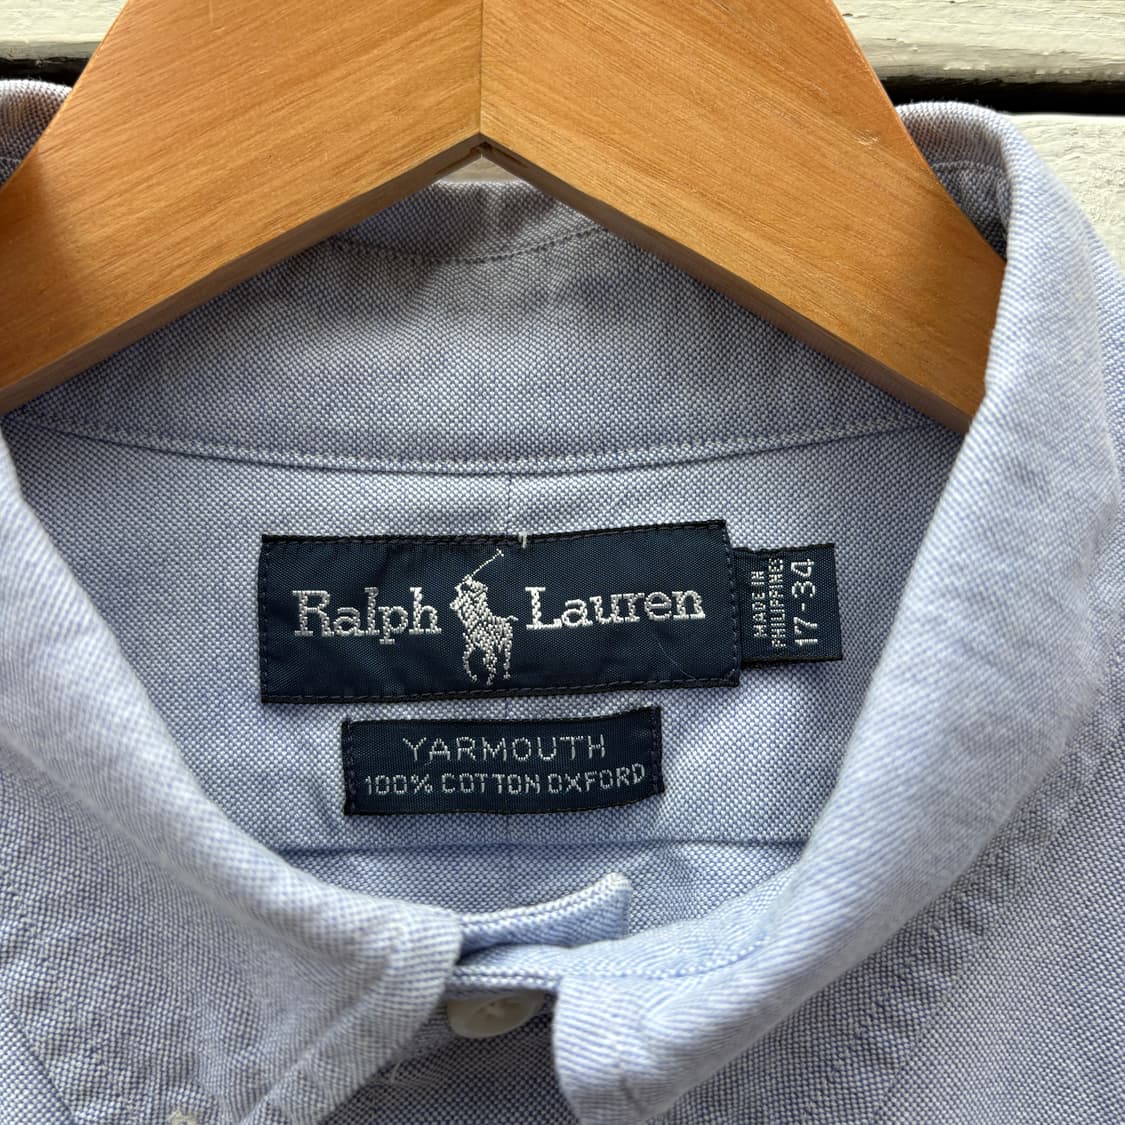 Ralph Lauren
MADE IN
PHILIPPINES
17-34
YARMOUTH
100% COTTON OXFORD